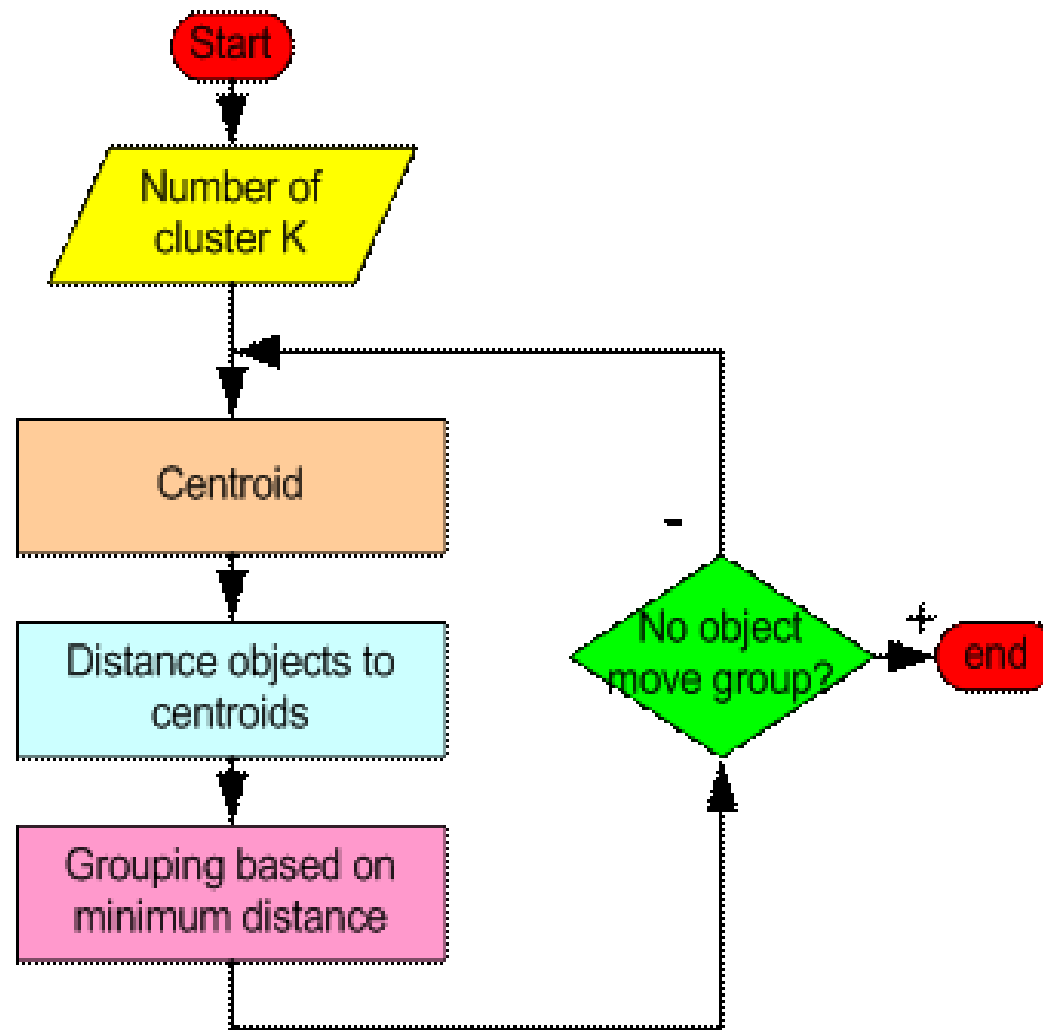 Start
Number of
cluster K
Centroid
Distance objects to
centroids
Grouping based on
minimum distance
-
No object
move group?
+
end